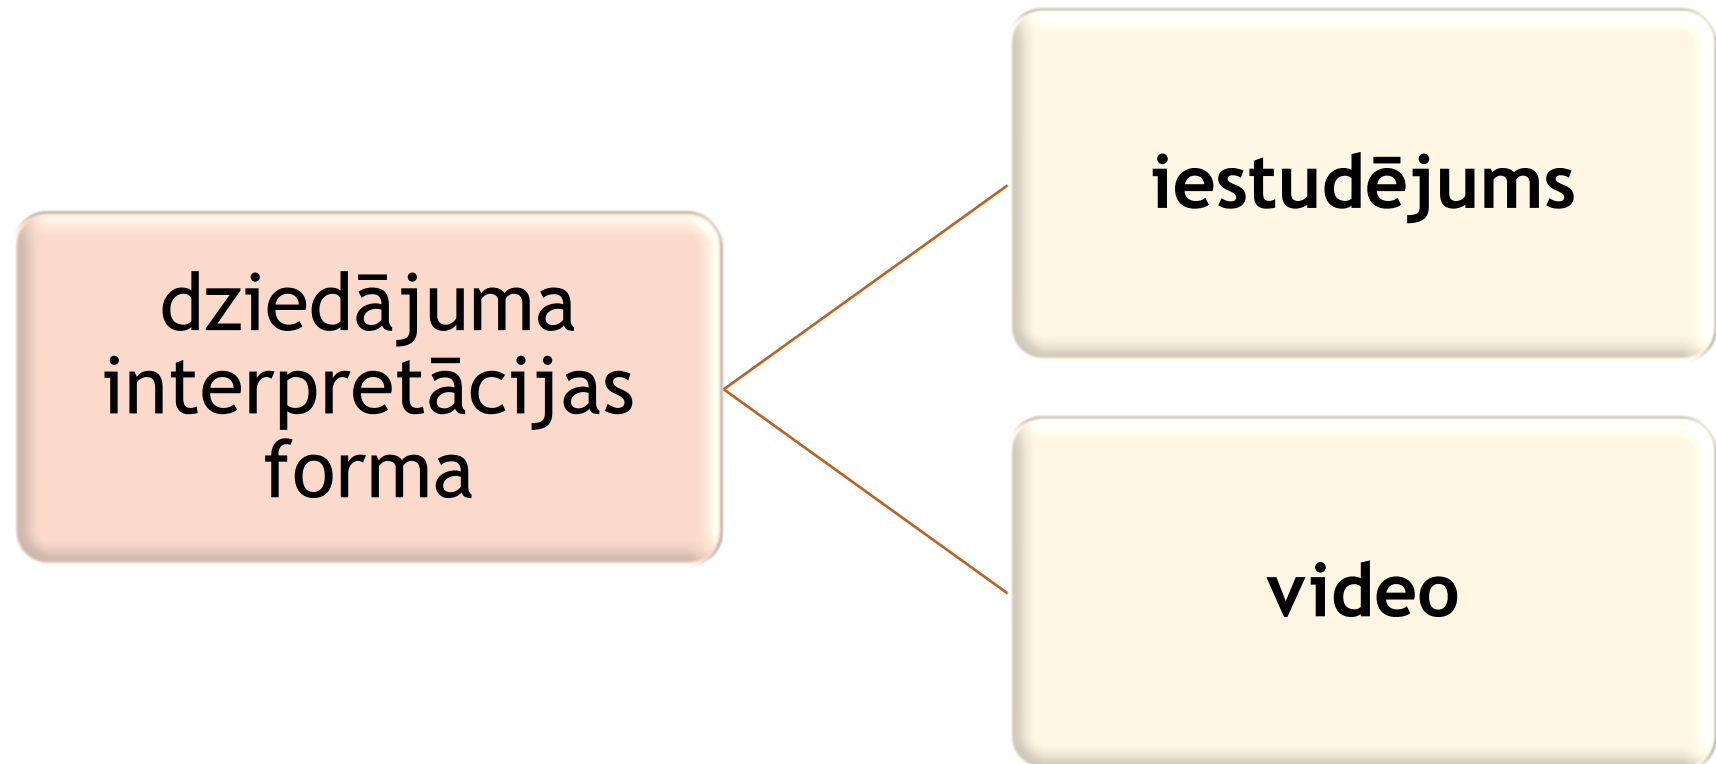 dziedājuma
interpretācijas
forma
iestudējums
video